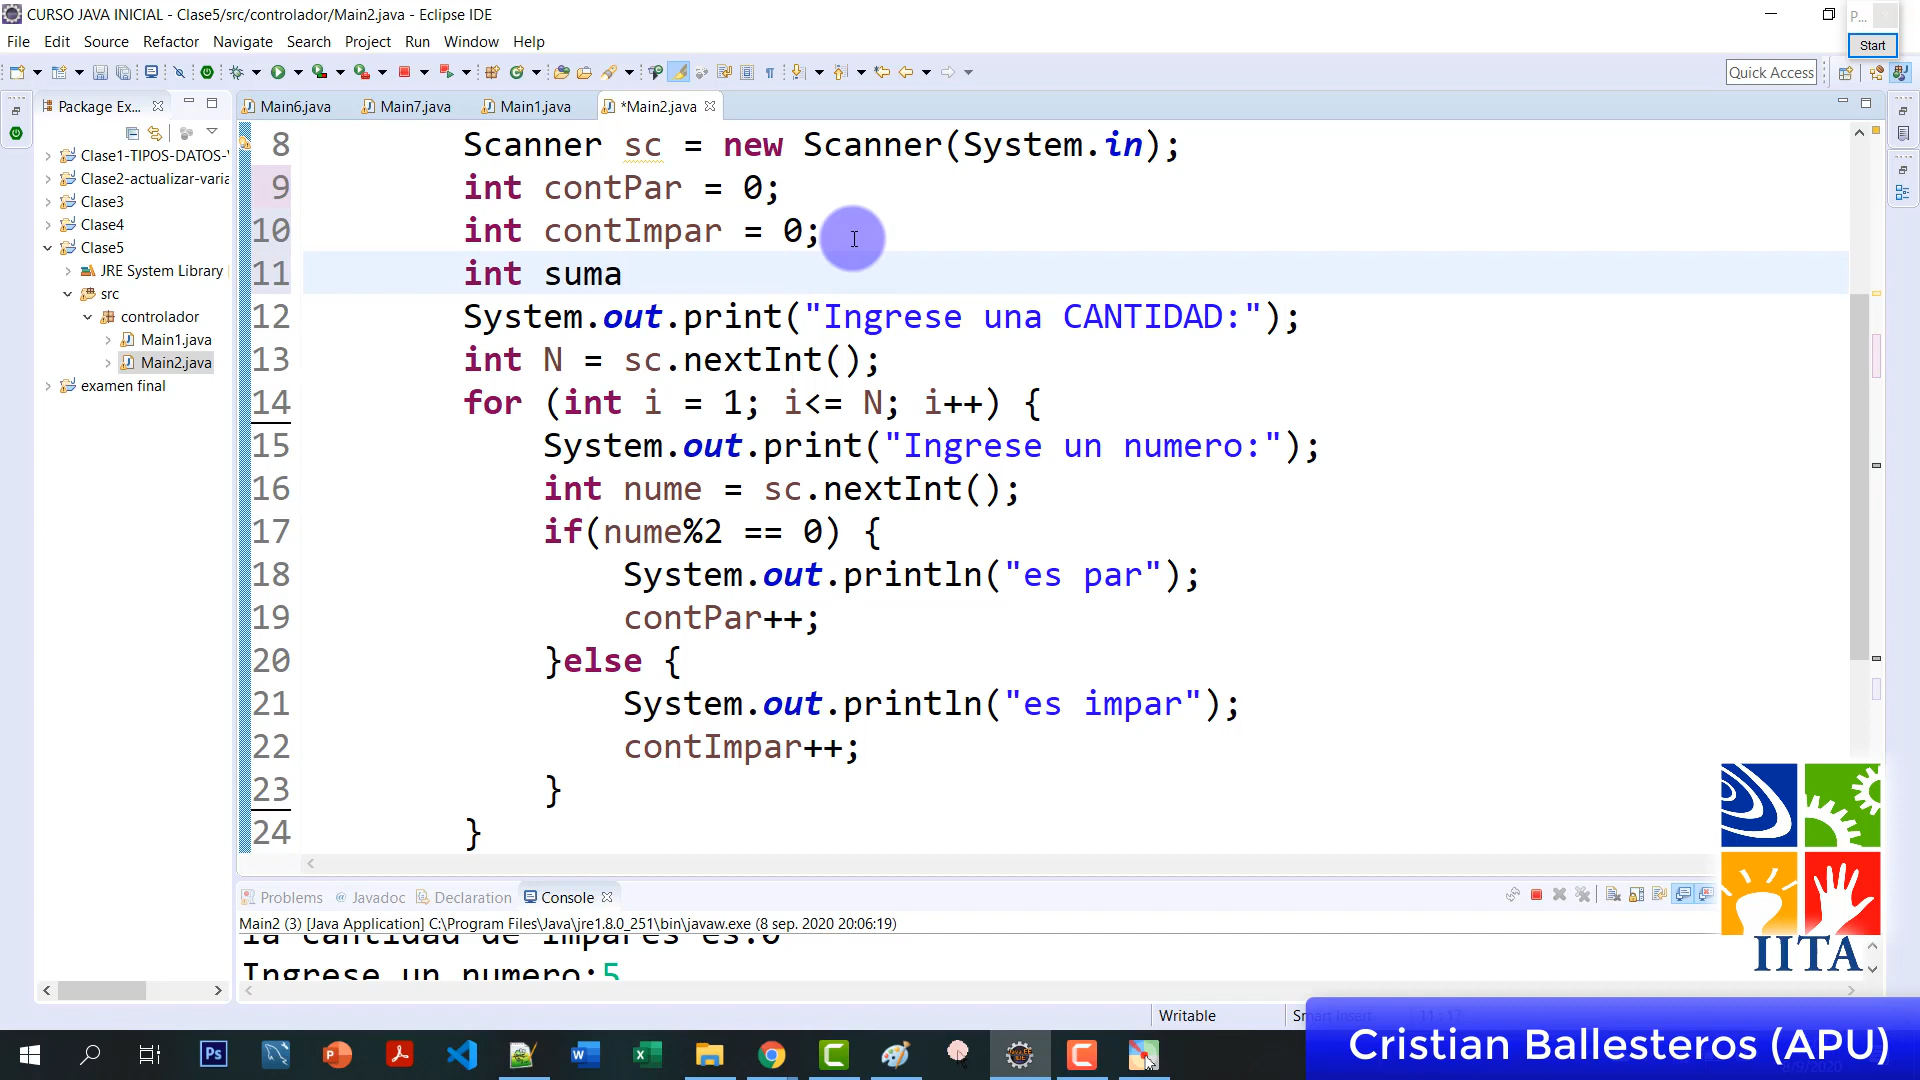 CURSO JAVA INICIAL - Clase5/src/controlador/Main2.java - Eclipse IDE
P...
Start
File Edit Source Refactor Navigate Search Project Run Window Help
Quick Access
Package Ex...
Main6.java
Main7.java
Main1.java
*Main2.java
Clase1-TIPOS-DATOS-
Clase2-actualizar-varia
Clase3
Clase4
Clase5
JRE System Library
src
controlador
Main1.java
Main2.java
examen final
8 Scanner sc = new Scanner(System.in);
9 int contPar = 0;
10 int contImpar = 0;
11 int suma
12 System.out.print("Ingrese una CANTIDAD:");
13 int N = sc.nextInt();
14 for (int i = 1; i<= N; i++) {
15 System.out.print("Ingrese un numero:");
16 int nume = sc.nextInt();
17 if(nume%2 == 0) {
18 System.out.println("es par");
19 contPar++;
20 }else {
21 System.out.println("es impar");
22 contImpar++;
23 }
24 }
Problems @ Javadoc Declaration Console
Main2 (3) [Java Application] C:\Program Files\Java\jre1.8.0_251\bin\javaw.exe (8 sep. 2020 20:06:19)
la cantidad de impares es:0
Ingrese un numero:5
IITA
Writable
Smart Insert
Cristian Ballesteros (APU)